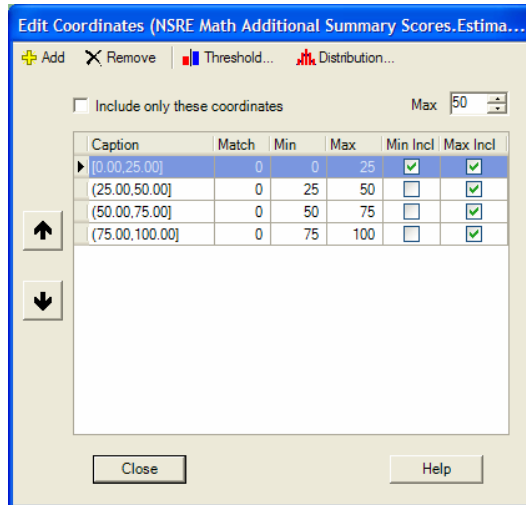 Edit Coordinates (NSRE Math Additional Summary Scores.Estima...
Add Remove Threshold... Distribution...
Include only these coordinates Max 50
Caption Match Min Max Min Incl Max Incl
[0.00,25.00] 0 0 25
(25.00,50.00] 0 25 50
(50.00,75.00] 0 50 75
(75.00,100.00] 0 75 100
Close Help